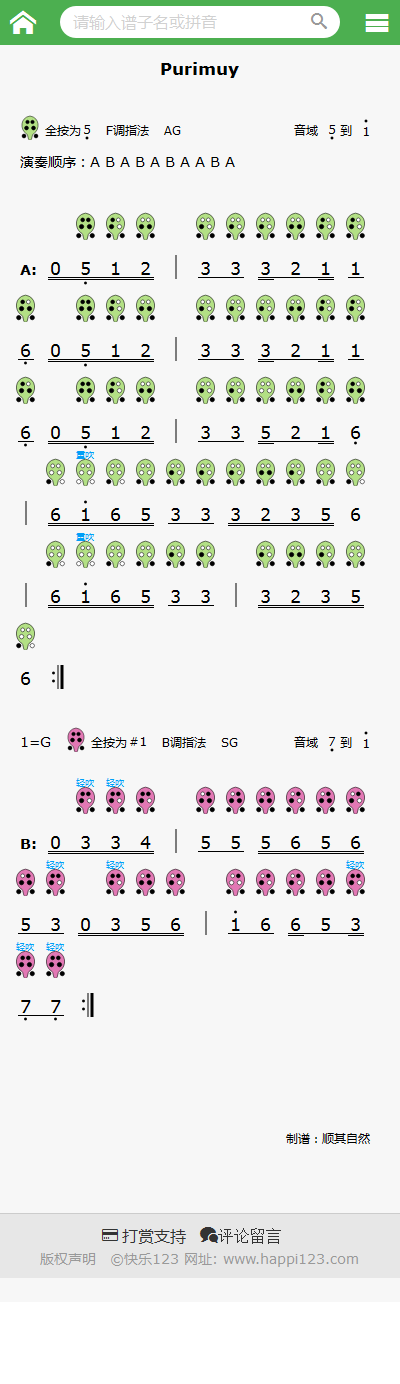 请输入谱子名或拼音
Purimuy
全按为 5̣ F调指法 AG 音域 5̣ 到 1̇
演奏顺序：A B A B A B A A B A
A: 0 5̣ 1 2 | 3 3 3 2 1 1
6̣ 0 5̣ 1 2 | 3 3 3 2 1 1
6̣ 0 5̣ 1 2 | 3 3 5 2 1 6̣
重吹
| 6 1̇ 6 5 3 3 3 2 3 5 6
重吹
| 6 1̇ 6 5 3 3 | 3 2 3 5
6 :|
1=G 全按为 #1 B调指法 SG 音域 7̣ 到 1̇
轻吹 轻吹
B: 0 3 3 4 | 5 5 5 6 5 6
轻吹 轻吹 轻吹
5 3 0 3 5 6 | 1̇ 6 6 5 3
轻吹 轻吹
7̣ 7̣ :|
制谱：顺其自然
打赏支持 评论留言
版权声明 ©快乐123 网址: www.happi123.com